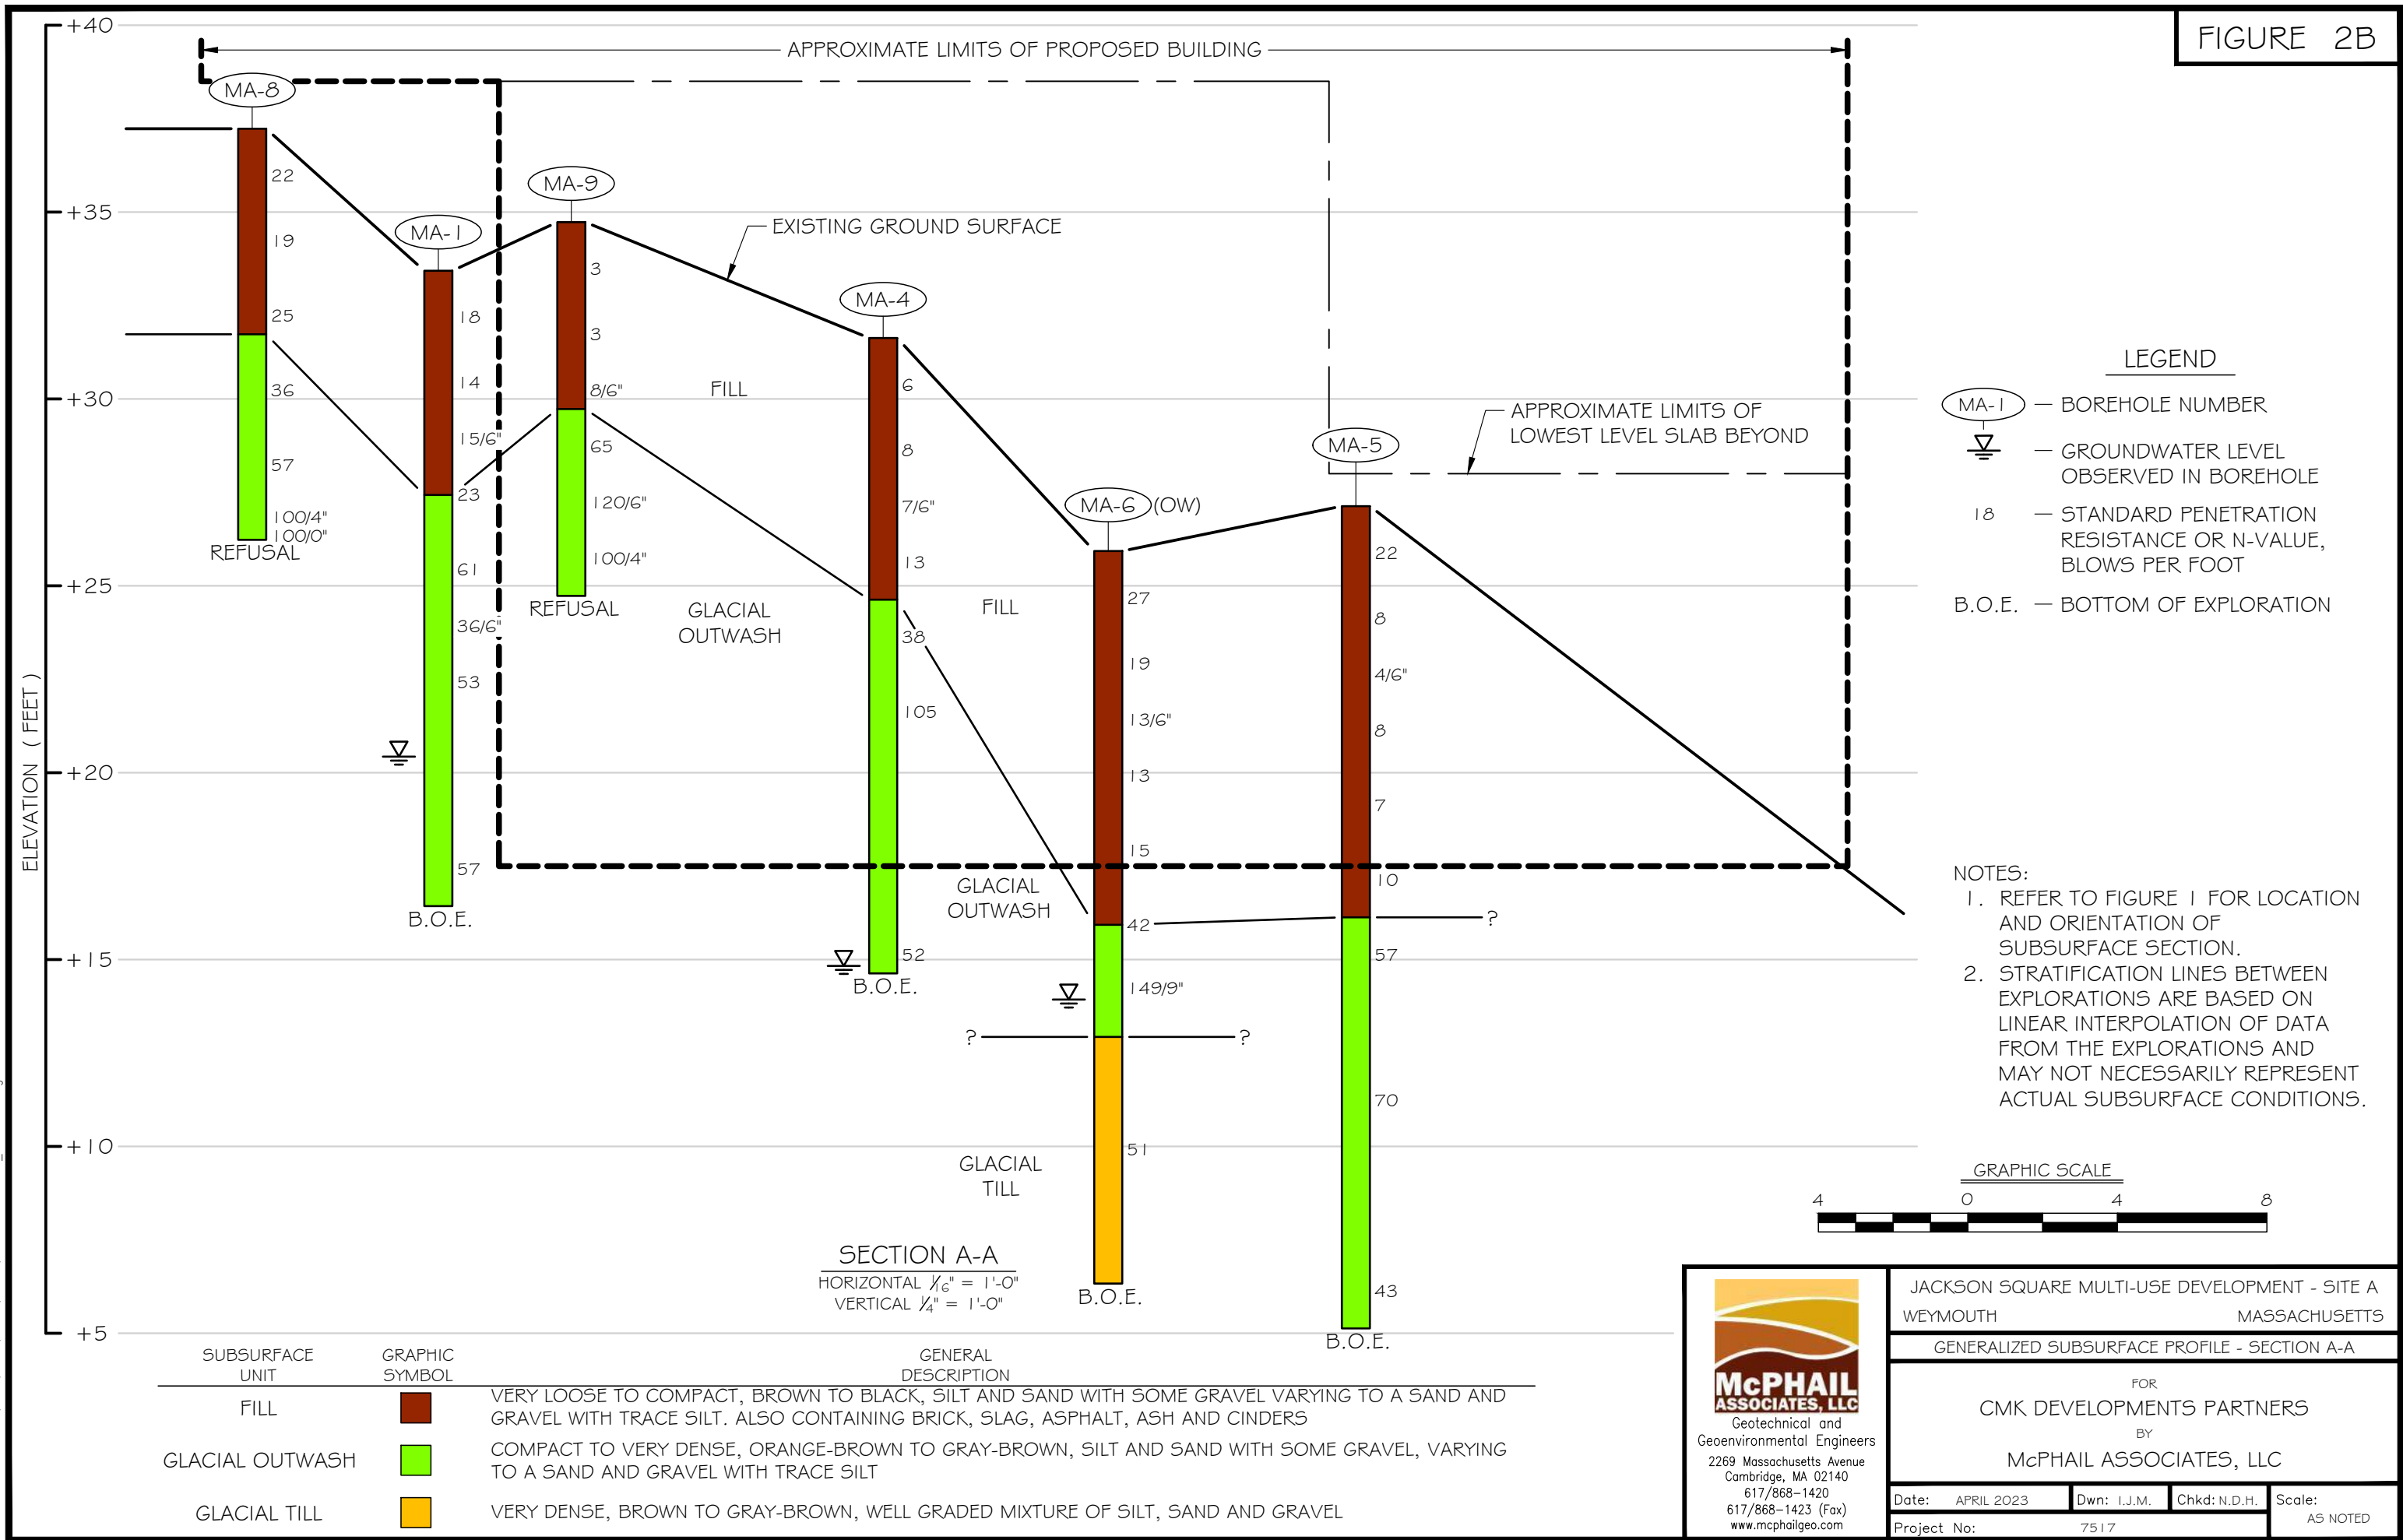 FIGURE 2B
+40
+35
+30
+25
+20
+15
+10
+5
ELEVATION ( FEET )
APPROXIMATE LIMITS OF PROPOSED BUILDING
MA-8
22
19
25
36
57
100/4"
100/0"
REFUSAL
MA-1
18
14
15/6"
23
61
36/6"
53
57
B.O.E.
MA-9
3
3
8/6"
65
120/6"
100/4"
REFUSAL
EXISTING GROUND SURFACE
FILL
GLACIAL
OUTWASH
MA-4
6
8
7/6"
13
38
105
52
B.O.E.
FILL
GLACIAL
OUTWASH
MA-6 (OW)
27
19
13/6"
13
15
42
149/9"
? ?
51
B.O.E.
GLACIAL
TILL
MA-5
22
8
4/6"
8
7
10
?
57
70
43
B.O.E.
APPROXIMATE LIMITS OF
LOWEST LEVEL SLAB BEYOND
LEGEND
MA-1 — BOREHOLE NUMBER
— GROUNDWATER LEVEL
OBSERVED IN BOREHOLE
18 — STANDARD PENETRATION
RESISTANCE OR N-VALUE,
BLOWS PER FOOT
B.O.E. — BOTTOM OF EXPLORATION
NOTES:
1. REFER TO FIGURE 1 FOR LOCATION
AND ORIENTATION OF
SUBSURFACE SECTION.
2. STRATIFICATION LINES BETWEEN
EXPLORATIONS ARE BASED ON
LINEAR INTERPOLATION OF DATA
FROM THE EXPLORATIONS AND
MAY NOT NECESSARILY REPRESENT
ACTUAL SUBSURFACE CONDITIONS.
GRAPHIC SCALE
4 0 4 8
SECTION A-A
HORIZONTAL 1/16" = 1'-0"
VERTICAL 1/4" = 1'-0"
SUBSURFACE
UNIT
GRAPHIC
SYMBOL
GENERAL
DESCRIPTION
FILL
VERY LOOSE TO COMPACT, BROWN TO BLACK, SILT AND SAND WITH SOME GRAVEL VARYING TO A SAND AND
GRAVEL WITH TRACE SILT. ALSO CONTAINING BRICK, SLAG, ASPHALT, ASH AND CINDERS
GLACIAL OUTWASH
COMPACT TO VERY DENSE, ORANGE-BROWN TO GRAY-BROWN, SILT AND SAND WITH SOME GRAVEL, VARYING
TO A SAND AND GRAVEL WITH TRACE SILT
GLACIAL TILL
VERY DENSE, BROWN TO GRAY-BROWN, WELL GRADED MIXTURE OF SILT, SAND AND GRAVEL
McPHAIL
ASSOCIATES, LLC
Geotechnical and
Geoenvironmental Engineers
2269 Massachusetts Avenue
Cambridge, MA 02140
617/868-1420
617/868-1423 (Fax)
www.mcphailgeo.com
JACKSON SQUARE MULTI-USE DEVELOPMENT - SITE A
WEYMOUTH MASSACHUSETTS
GENERALIZED SUBSURFACE PROFILE - SECTION A-A
FOR
CMK DEVELOPMENTS PARTNERS
BY
McPHAIL ASSOCIATES, LLC
Date: APRIL 2023 Dwn: I.J.M. Chkd: N.D.H. Scale:
AS NOTED
Project No: 7517